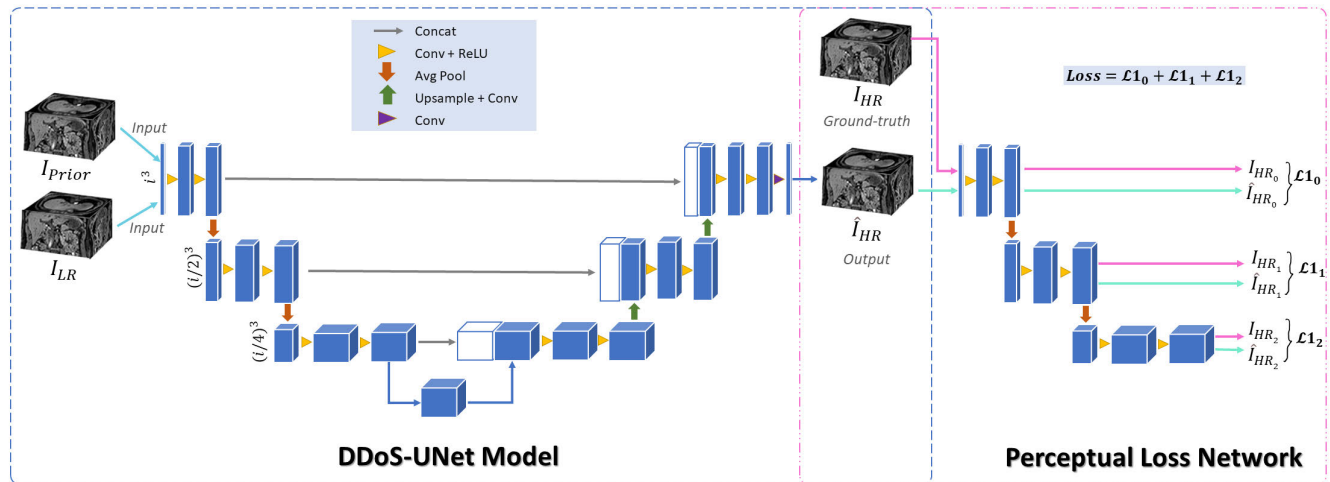 Concat
Conv + ReLU
Avg Pool
Upsample + Conv
Conv
Input
I_Prior
Input
I_LR
i³
(i/2)³
(i/4)³
I_HR
Ground-truth
Î_HR
Output
Loss = ℒ1₀ + ℒ1₁ + ℒ1₂
I_HR₀
Î_HR₀
} ℒ1₀
I_HR₁
Î_HR₁
} ℒ1₁
I_HR₂
Î_HR₂
} ℒ1₂
DDoS-UNet Model
Perceptual Loss Network